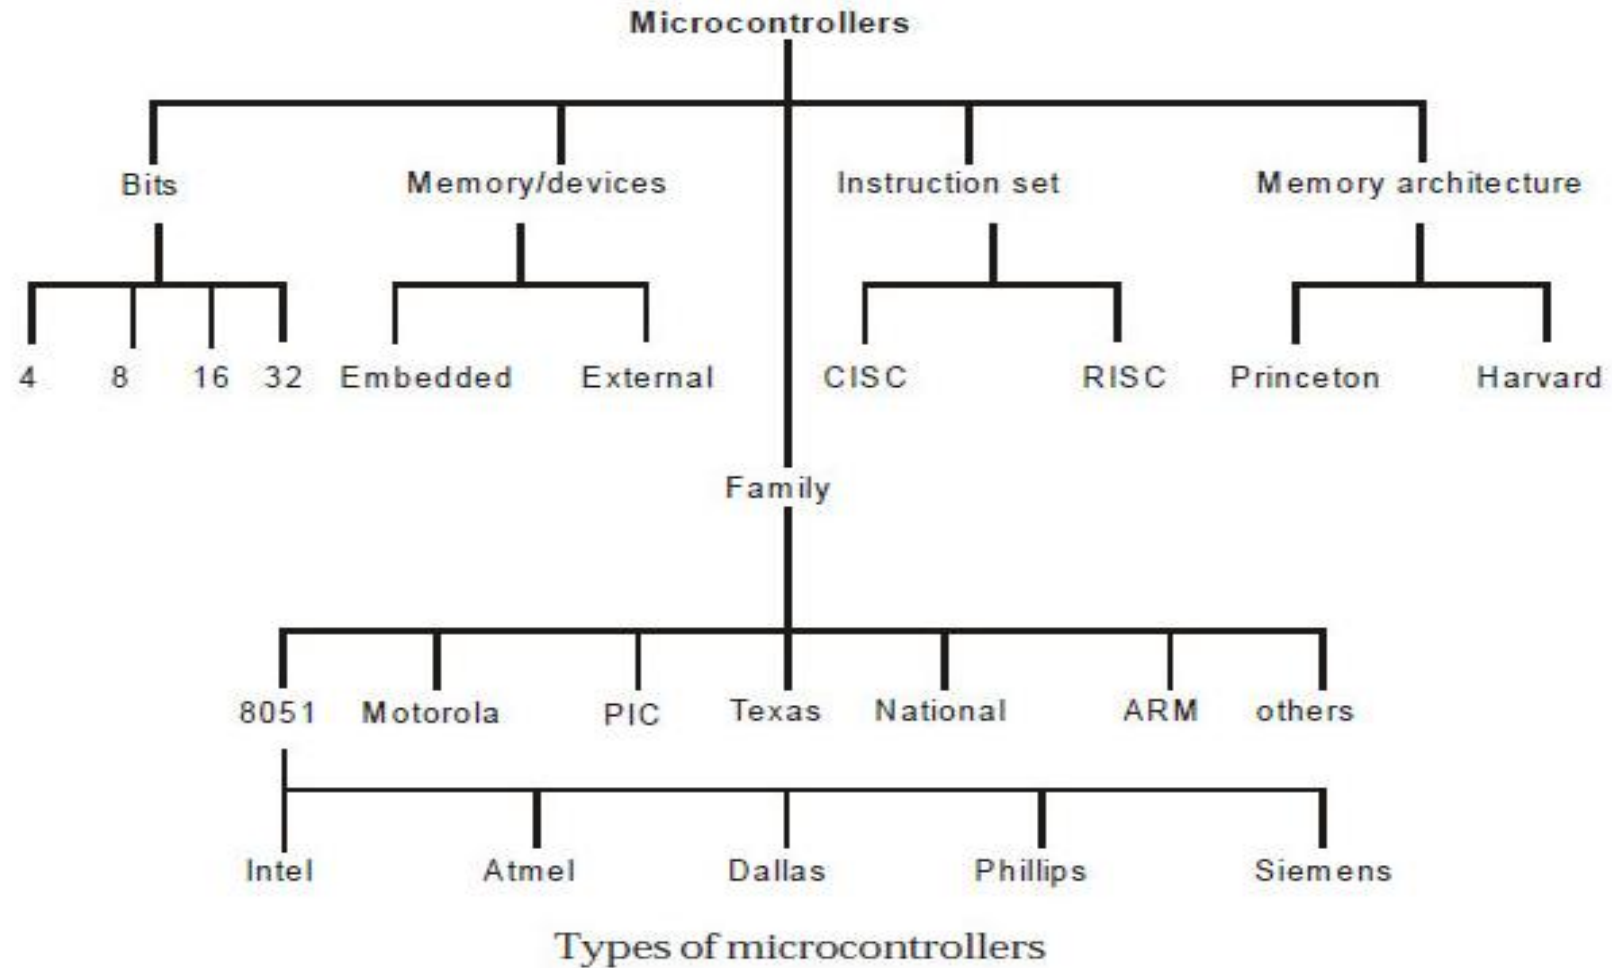 Microcontrollers
Bits Memory/devices Instruction set Memory architecture
4 8 16 32 Embedded External CISC RISC Princeton Harvard
Family
8051 Motorola PIC Texas National ARM others
Intel Atmel Dallas Phillips Siemens
Types of microcontrollers